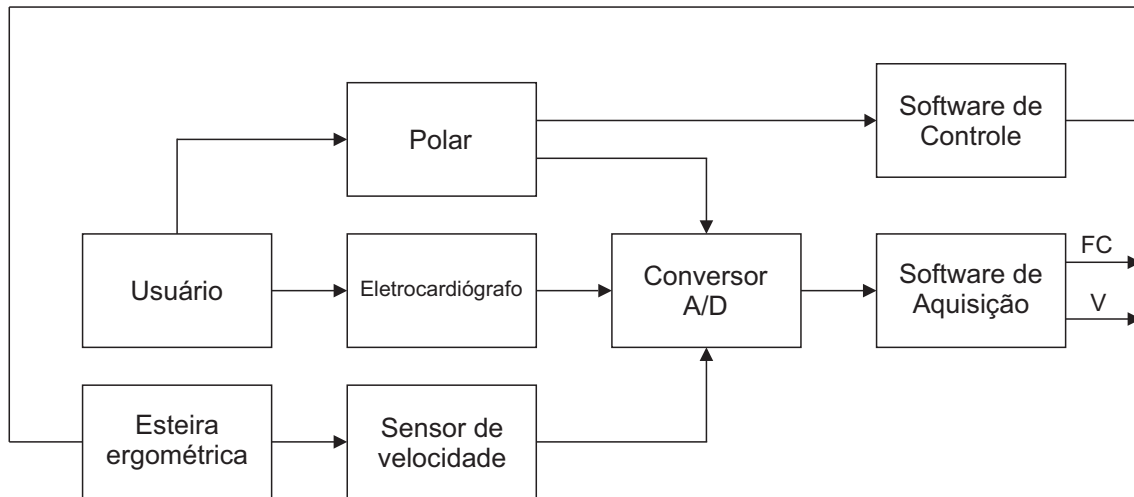 Polar
Software de
Controle
Usuário
Eletrocardiógrafo
Conversor
A/D
Software de
Aquisição
FC
V
Esteira
ergométrica
Sensor de
velocidade